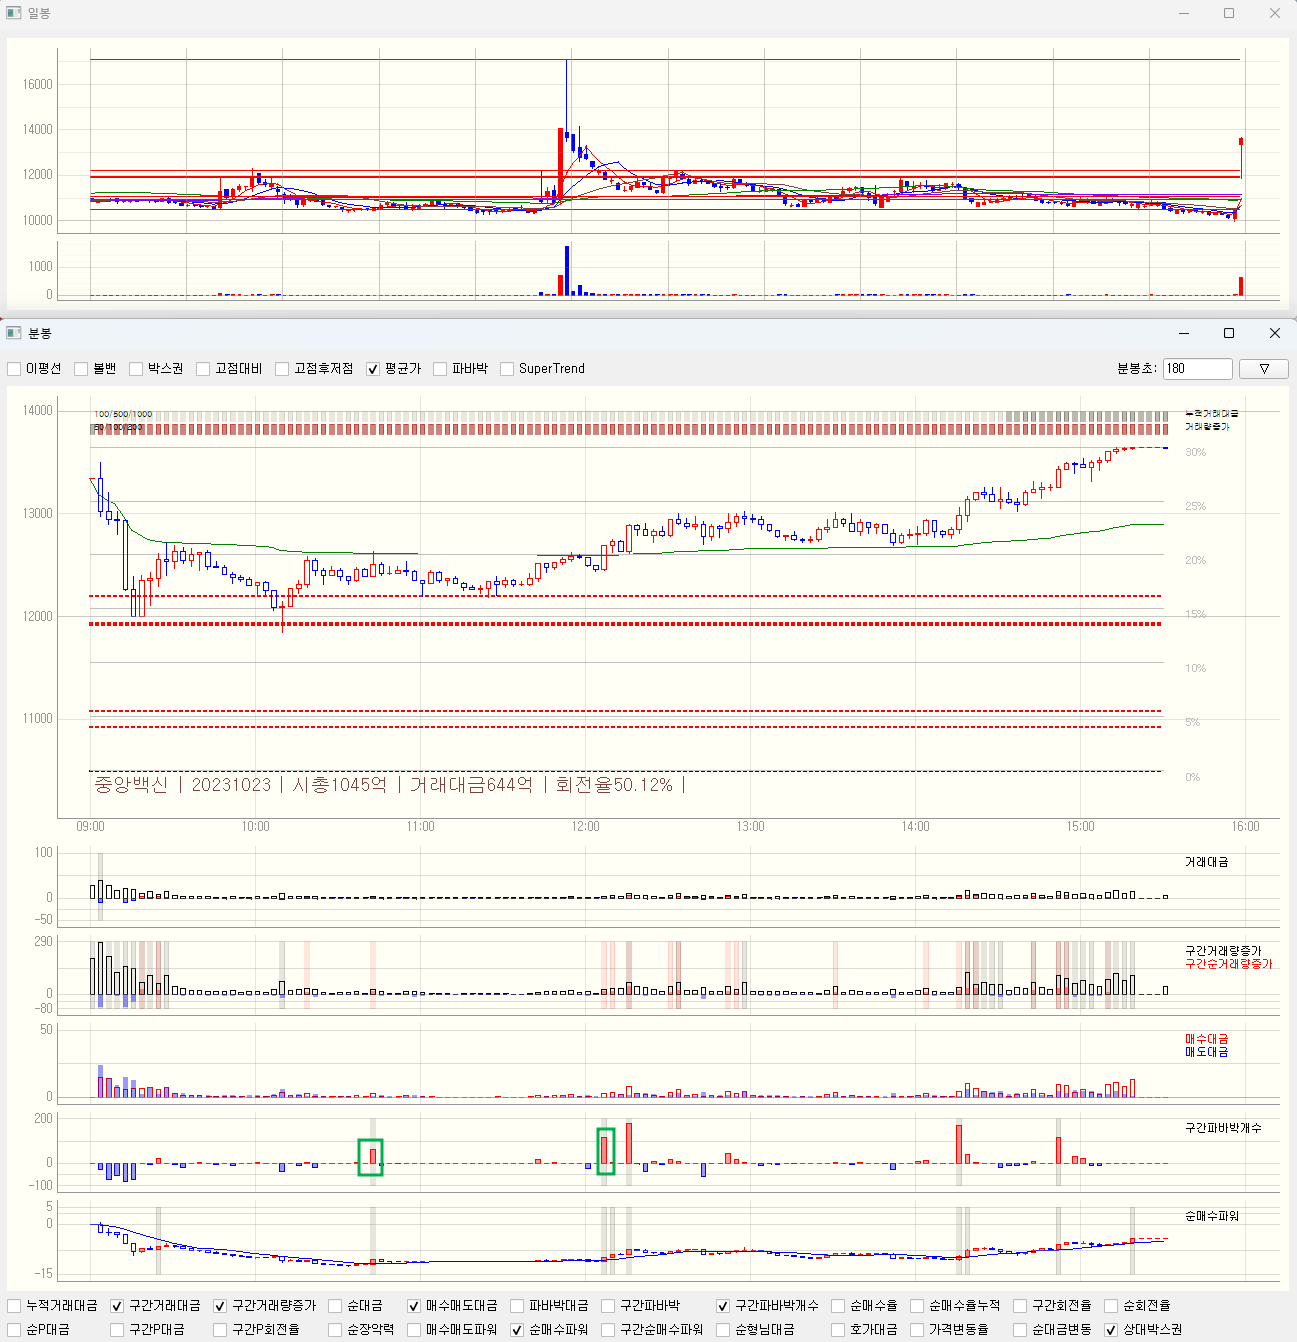 일봉
16000
14000
12000
10000
1000
0
분봉
이평선 볼밴 박스권 고점대비 고점후저점 평균가 파바박 SuperTrend 분봉초: 180
14000
100/500/1000
누적거래대금
50/100/200
거래량증가
30%
13000
25%
20%
12000
15%
10%
11000
5%
0%
중앙백신 | 20231023 | 시총1045억 | 거래대금644억 | 회전율50.12% |
09:00 10:00 11:00 12:00 13:00 14:00 15:00 16:00
100
거래대금
0
-50
290
구간거래량증가
구간순거래량증가
0
-80
50
매수대금
매도대금
0
200
구간파바박개수
0
-100
5
순매수파워
0
-15
누적거래대금 구간거래대금 구간거래량증가 순대금 매수매도대금 파바박대금 구간파바박 구간파바박개수 순매수율 순매수율누적 구간회전율 순회전율
순P대금 구간P대금 구간P회전율 순장악력 매수매도파워 순매수파워 구간순매수파워 순형님대금 호가대금 가격변동율 순대금변동 상대박스권